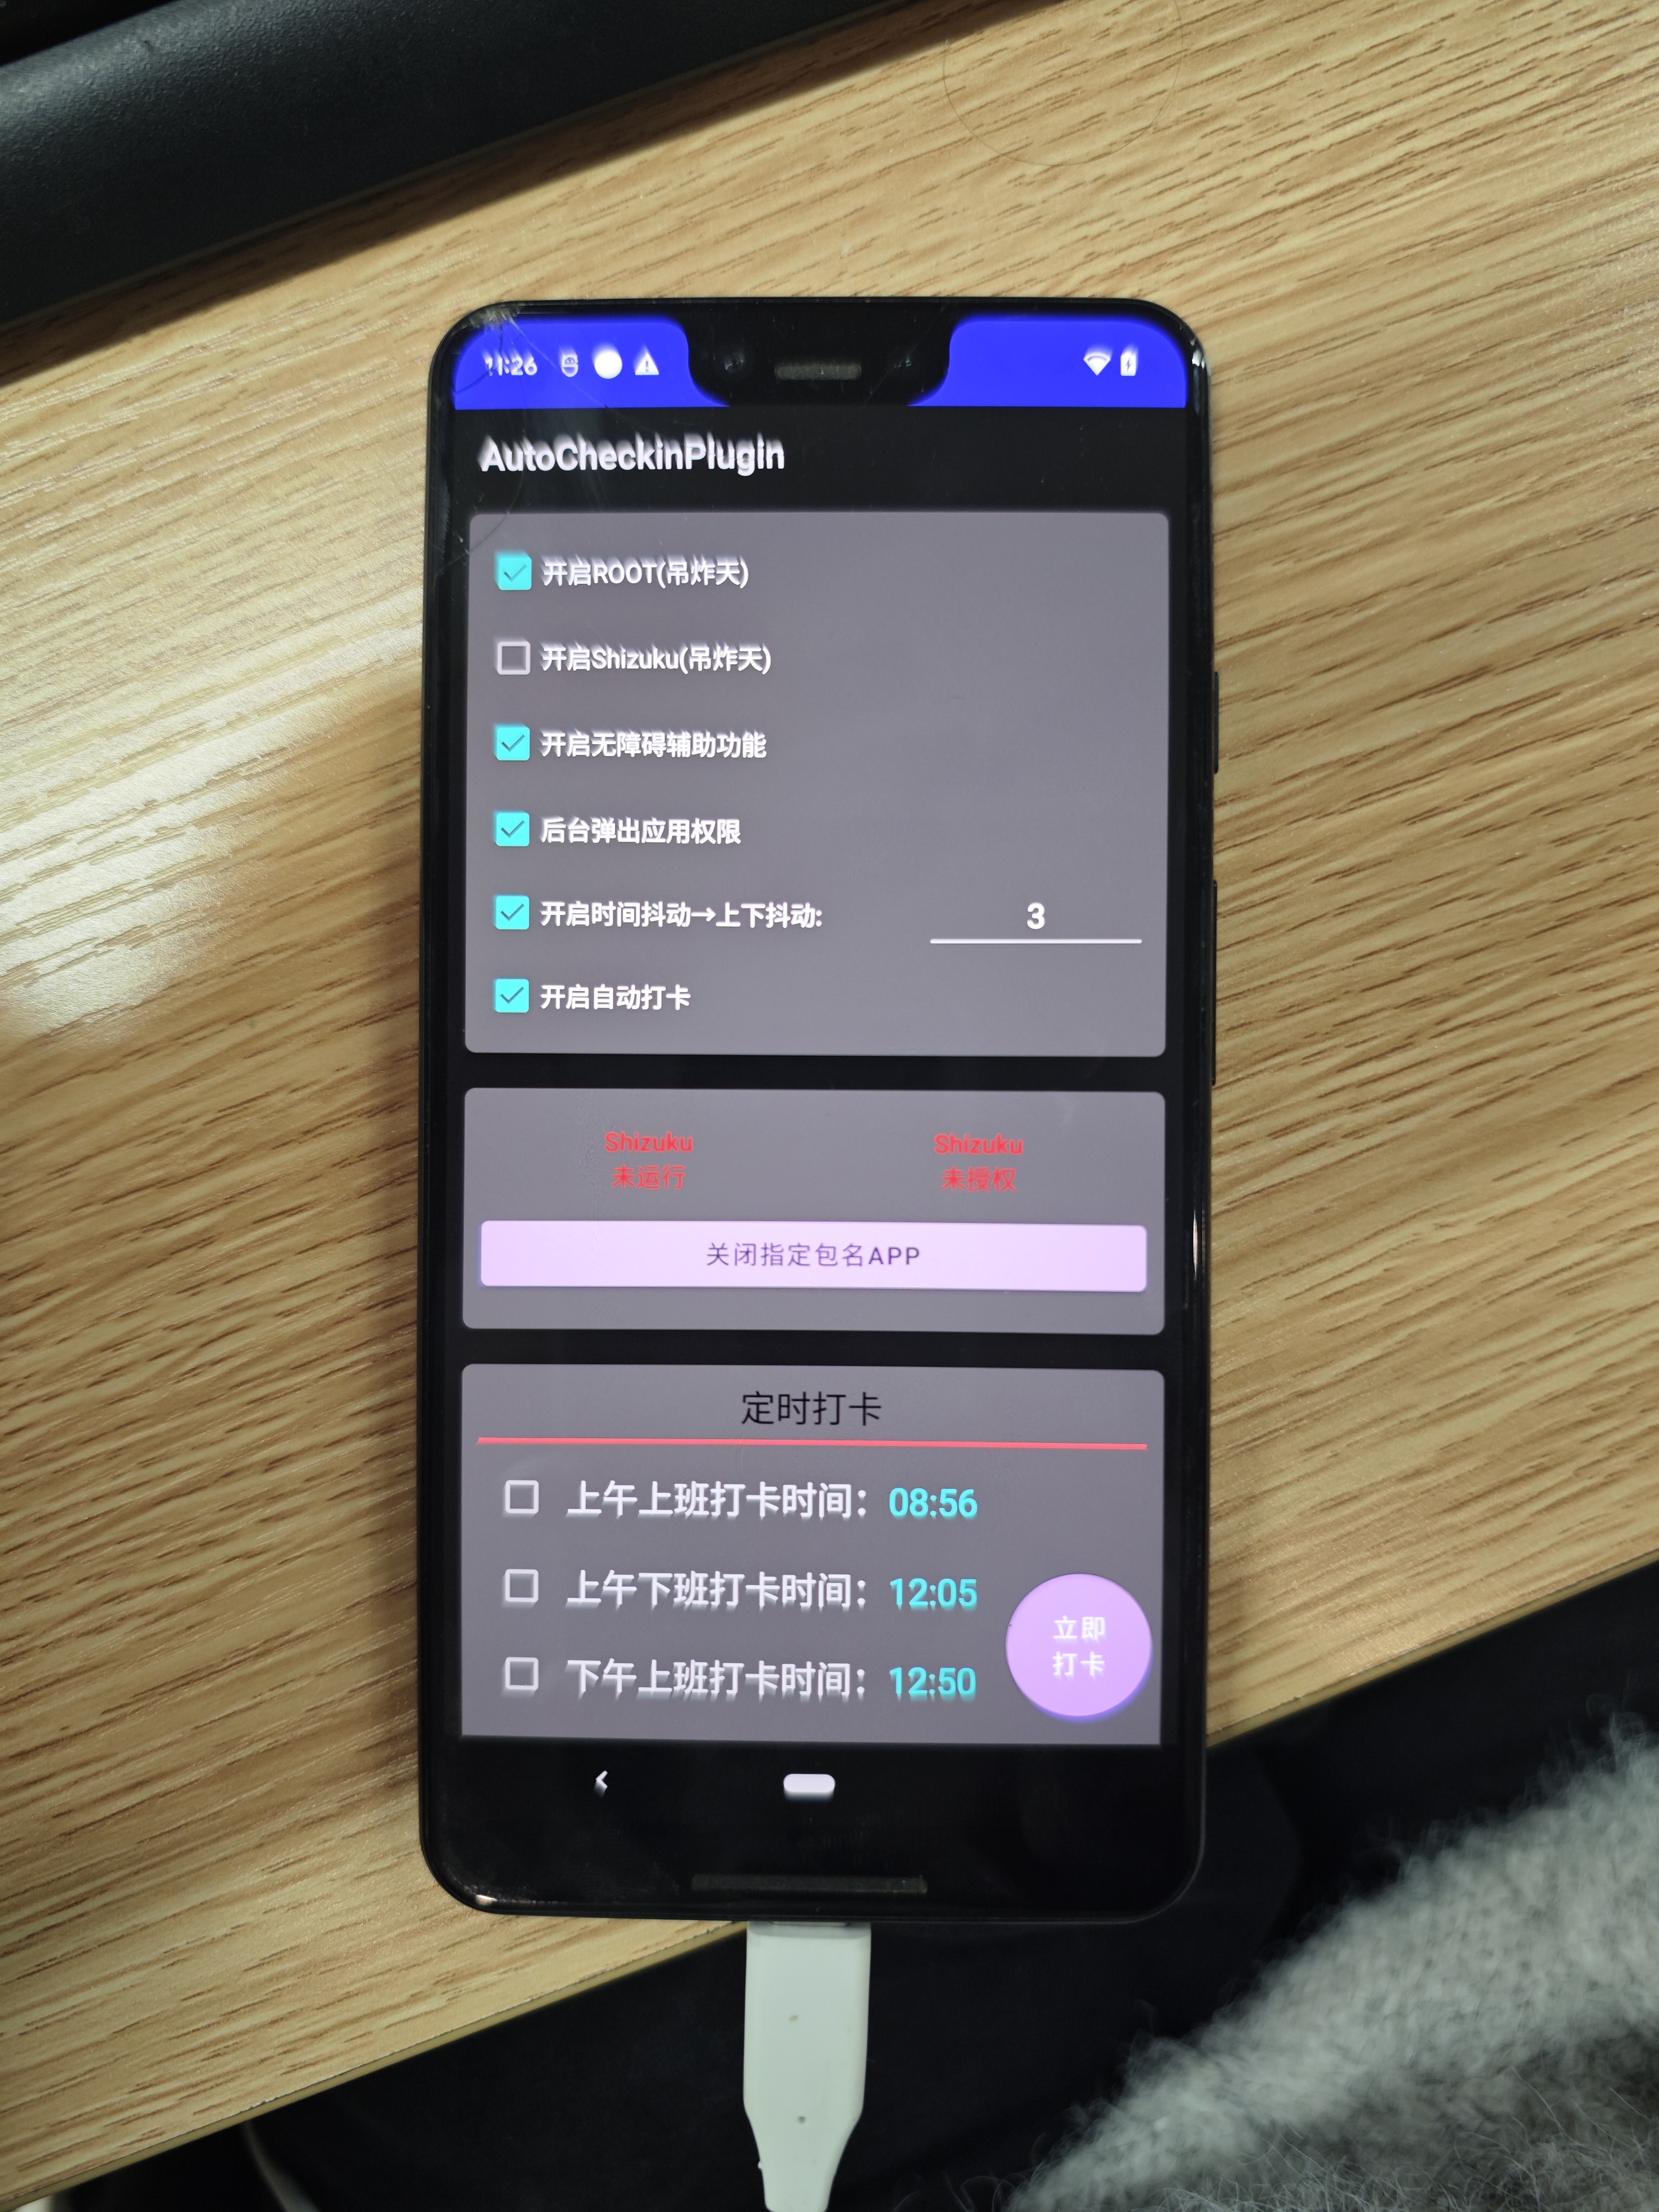 11:26
AutoCheckinPlugin
开启ROOT(吊炸天)
开启Shizuku(吊炸天)
开启无障碍辅助功能
后台弹出应用权限
开启时间抖动→上下抖动: 3
开启自动打卡
Shizuku 未运行
Shizuku 未授权
关闭指定包名APP
定时打卡
上午上班打卡时间：08:56
上午下班打卡时间：12:05
下午上班打卡时间：12:50
立即
打卡